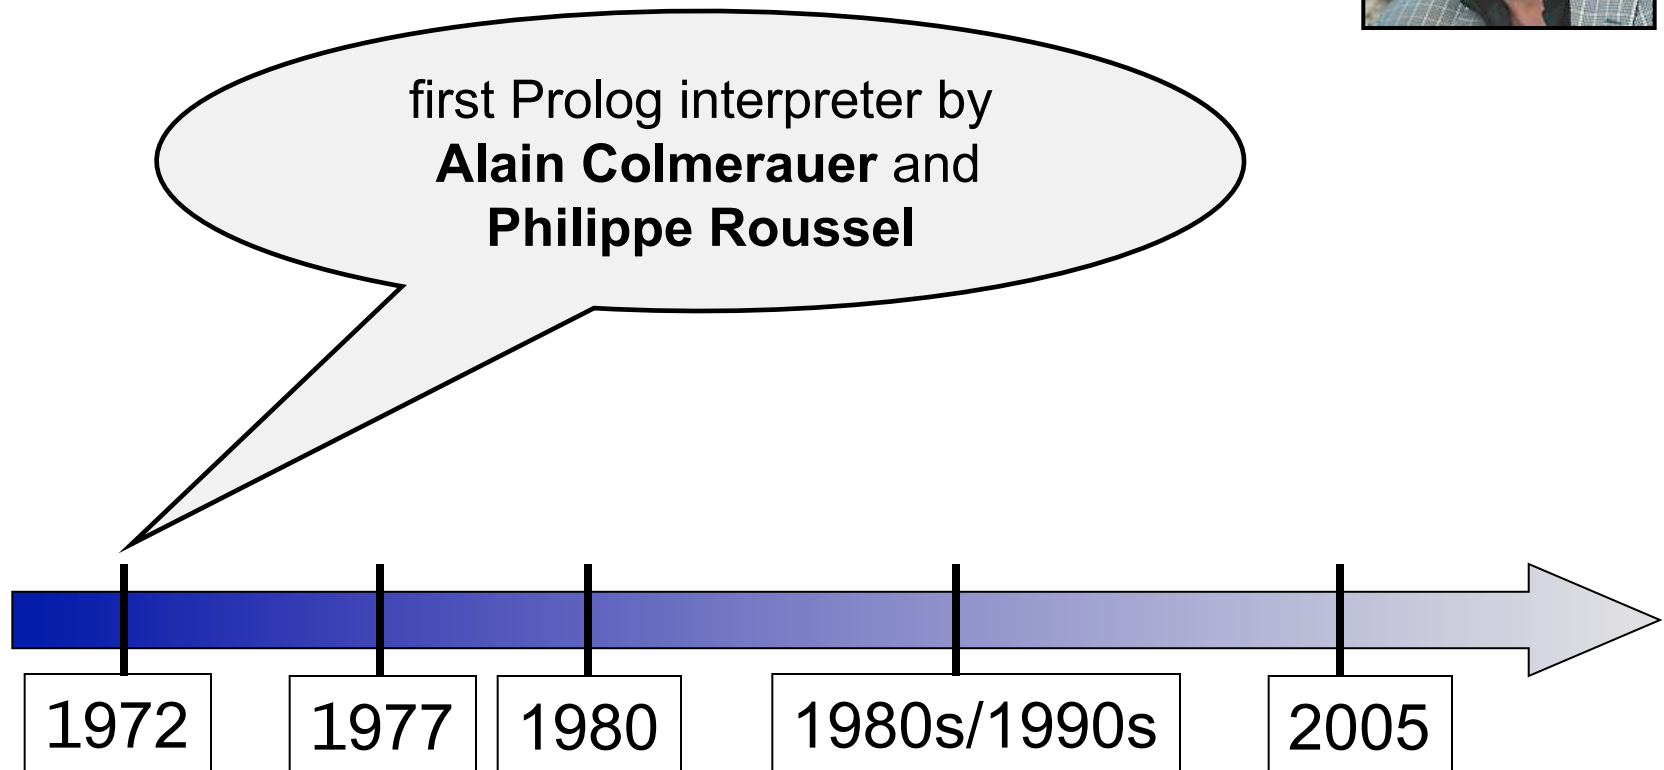 first Prolog interpreter by
Alain Colmerauer and
Philippe Roussel
1972 1977 1980 1980s/1990s 2005